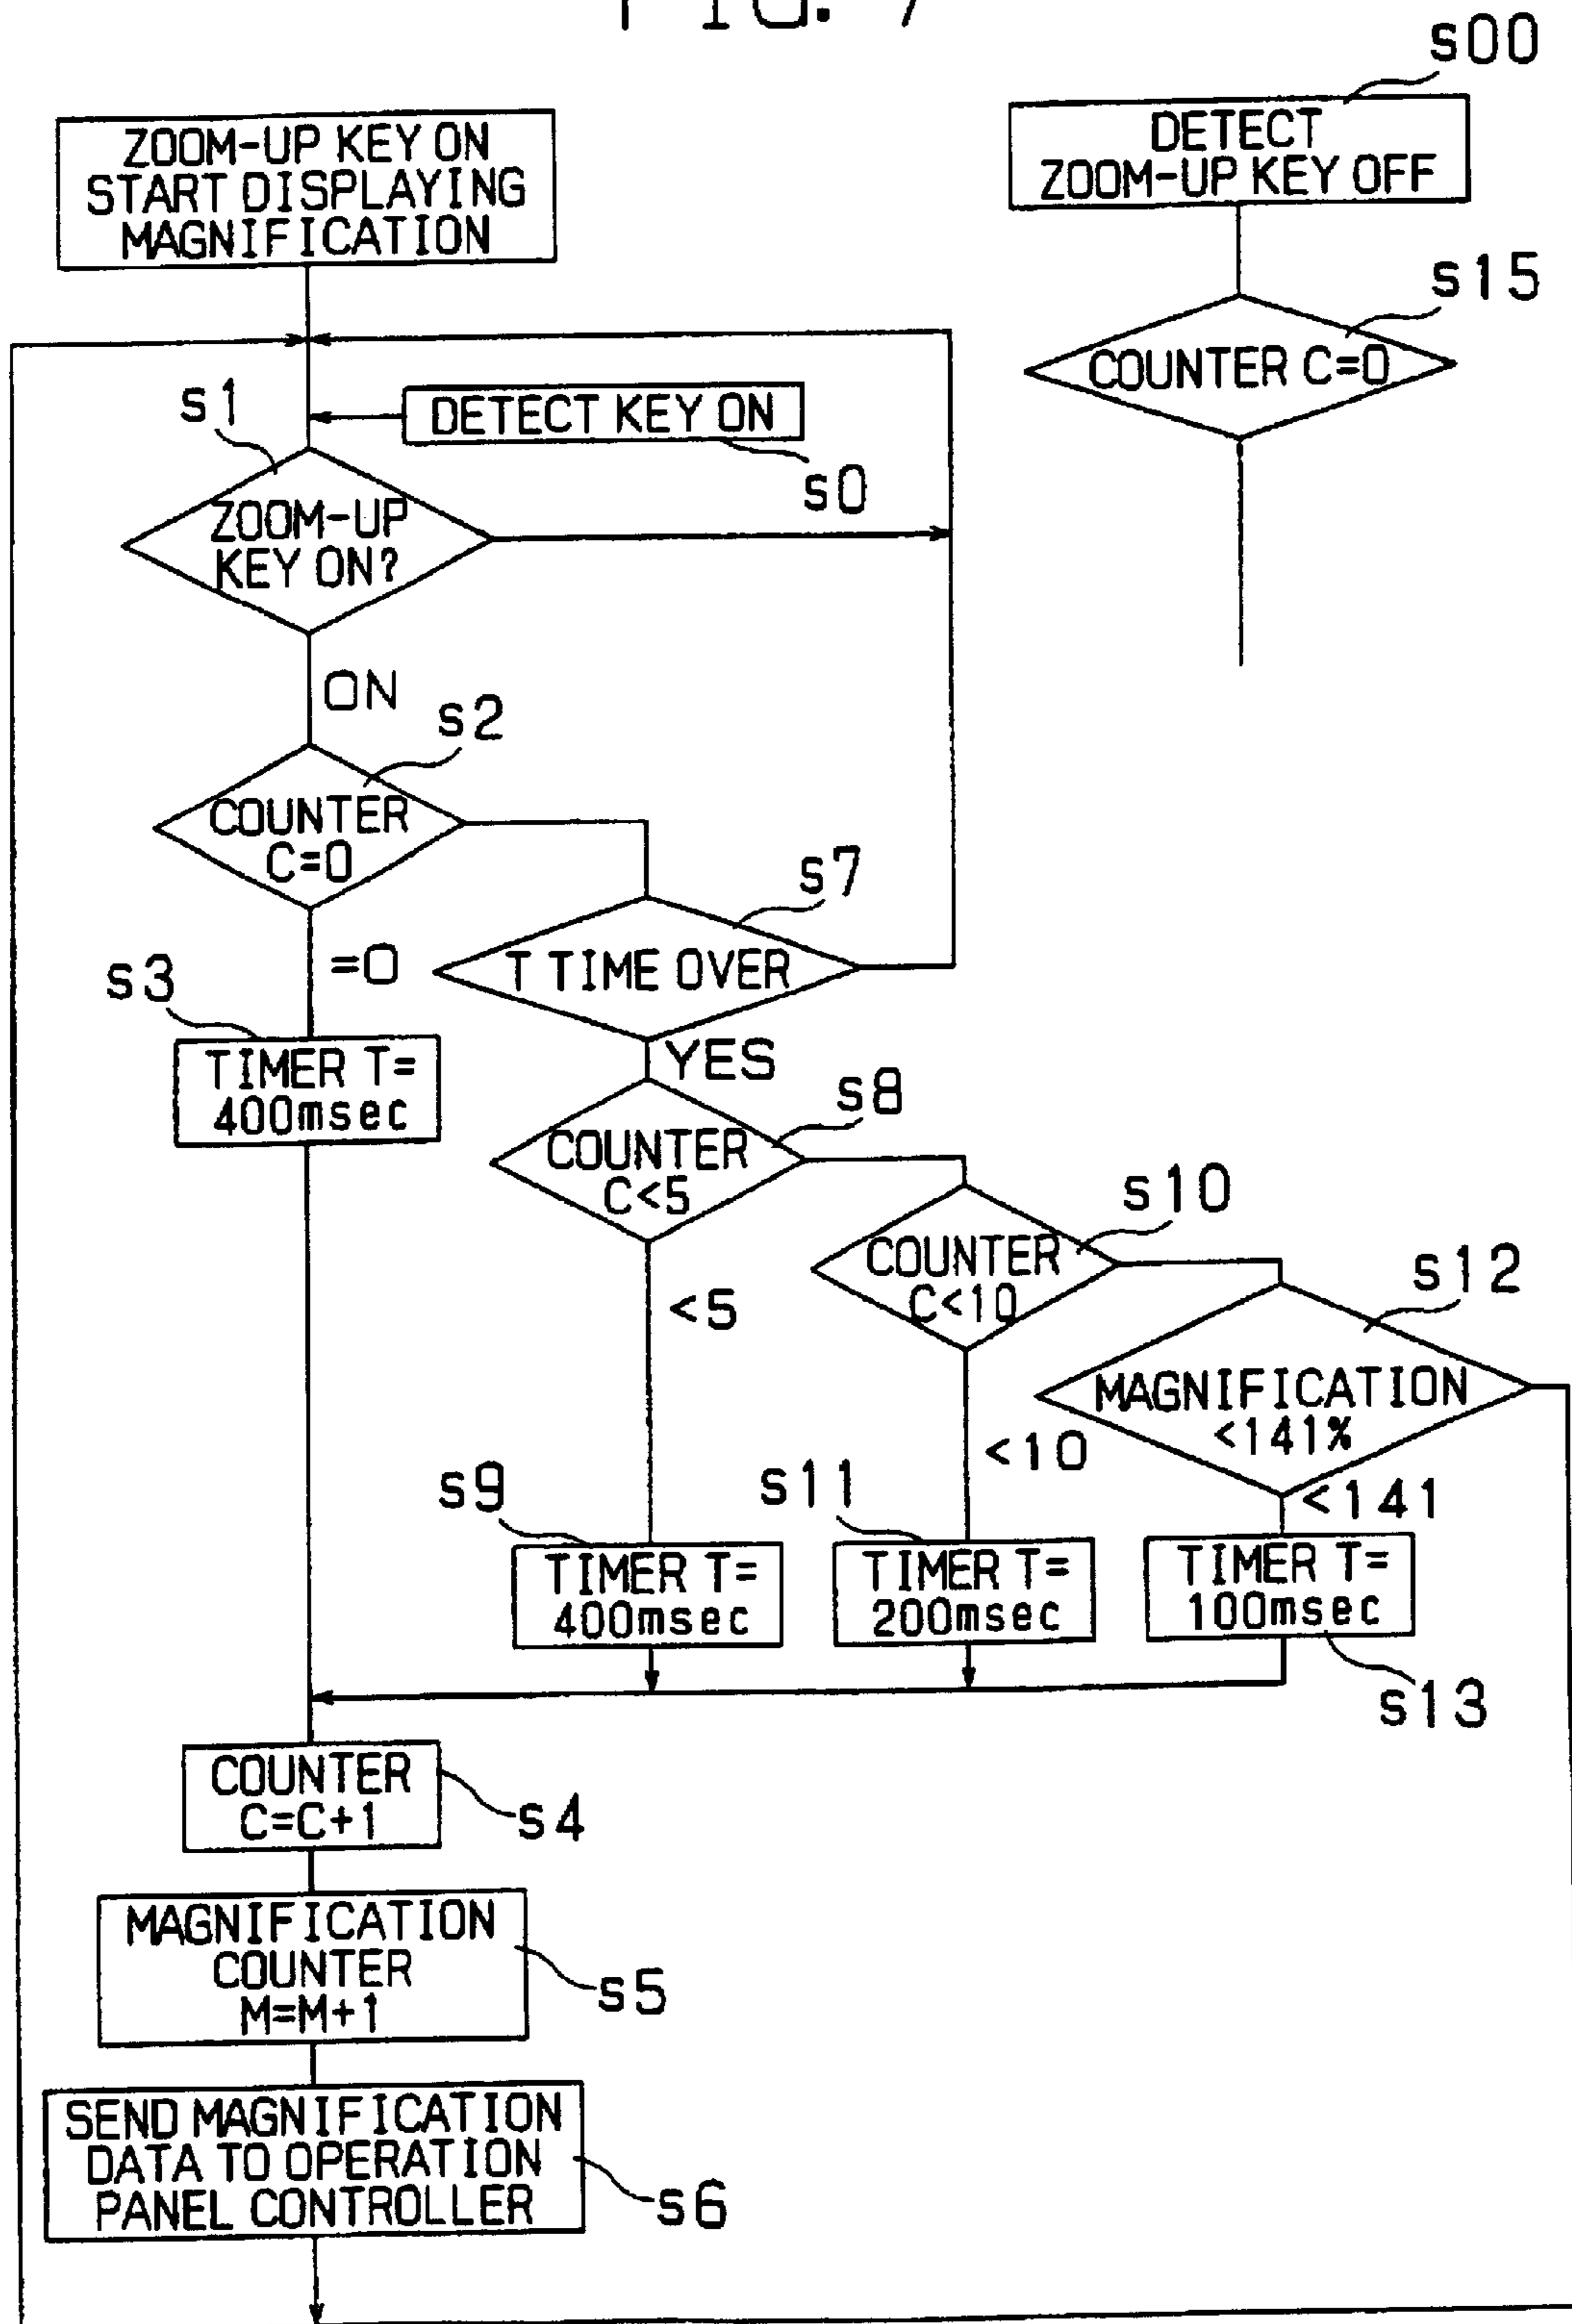 FIG. 7
ZOOM-UP KEY ON
START DISPLAYING
MAGNIFICATION
s00
DETECT
ZOOM-UP KEY OFF
s15
COUNTER C=0
s1
DETECT KEY ON
s0
ZOOM-UP
KEY ON?
ON
s2
COUNTER
C=0
=0
s7
T TIME OVER
YES
s3
TIMER T=
400msec
s8
COUNTER
C<5
<5
s10
COUNTER
C<10
<10
s12
MAGNIFICATION
<141%
<141
s9
TIMER T=
400msec
s11
TIMER T=
200msec
TIMER T=
100msec
s13
COUNTER
C=C+1
s4
MAGNIFICATION
COUNTER
M=M+1
s5
SEND MAGNIFICATION
DATA TO OPERATION
PANEL CONTROLLER
s6